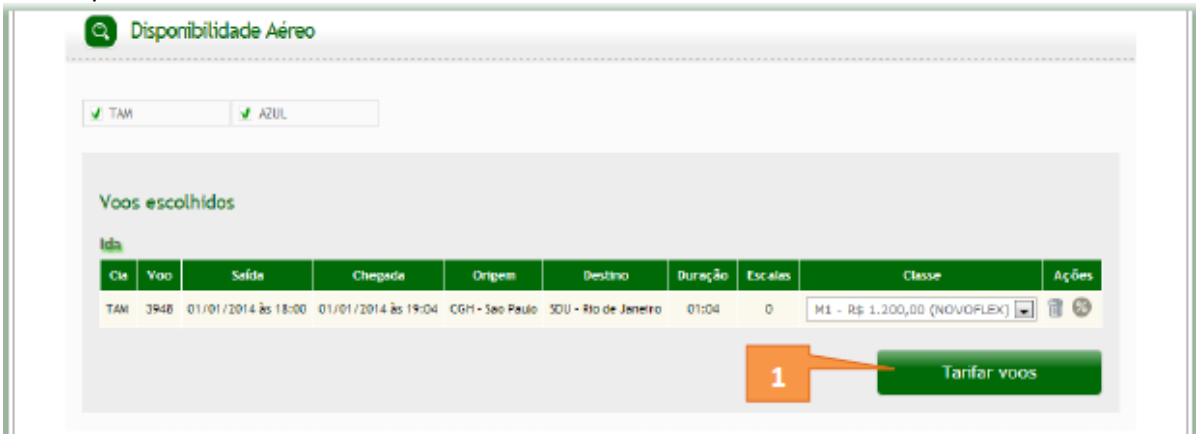 Disponibilidade Aéreo
TAM AZUL
Voos escolhidos
Ida
Cia Voo Saída Chegada Origem Destino Duração Escalas Classe Ações
TAM 3948 01/01/2014 às 18:00 01/01/2014 às 19:04 CGH - Sao Paulo SDU - Rio de Janeiro 01:04 0 M1 - R$ 1.200,00 (NOVOFLEX)
1 Tarifar voos